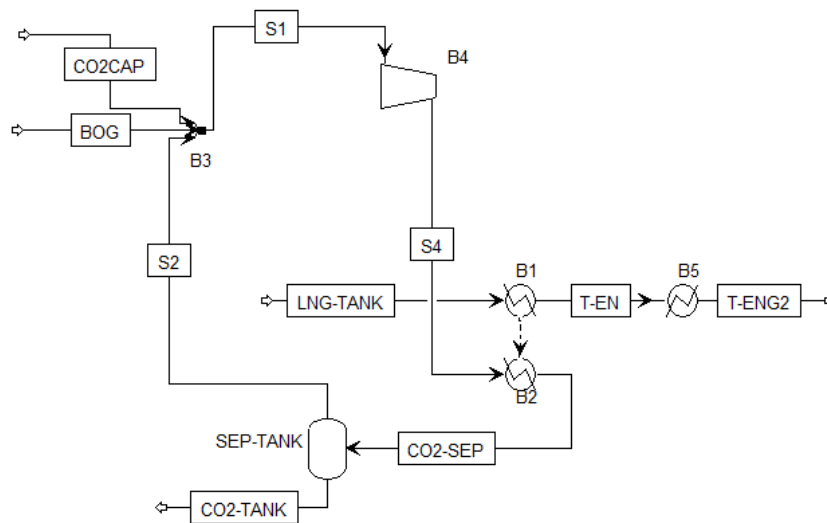 S1
B4
CO2CAP
BOG
B3
S2
S4
B1
B5
LNG-TANK
T-EN
T-ENG2
B2
SEP-TANK
CO2-SEP
CO2-TANK